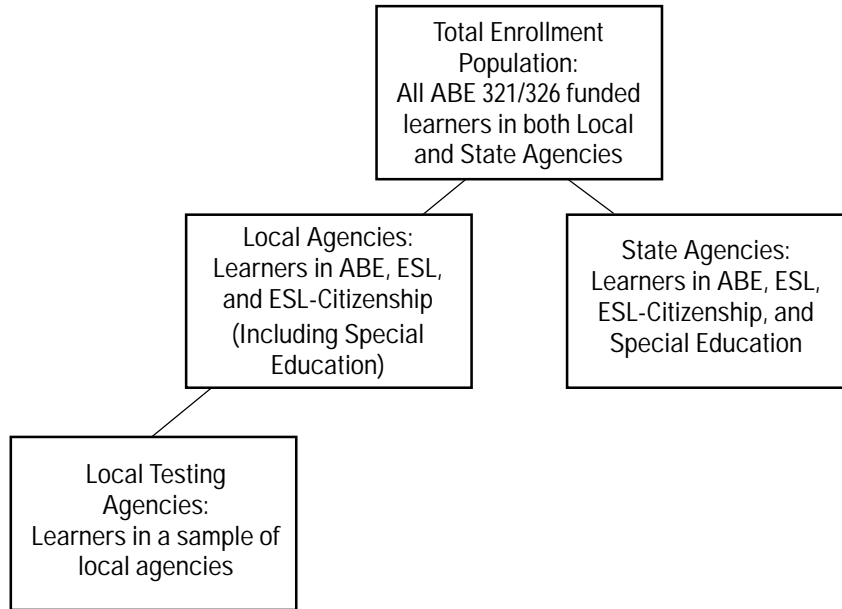 Total Enrollment
Population:
All ABE 321/326 funded
learners in both Local
and State Agencies
Local Agencies:
Learners in ABE, ESL,
and ESL-Citizenship
(Including Special
Education)
State Agencies:
Learners in ABE, ESL,
ESL-Citizenship, and
Special Education
Local Testing
Agencies:
Learners in a sample of
local agencies